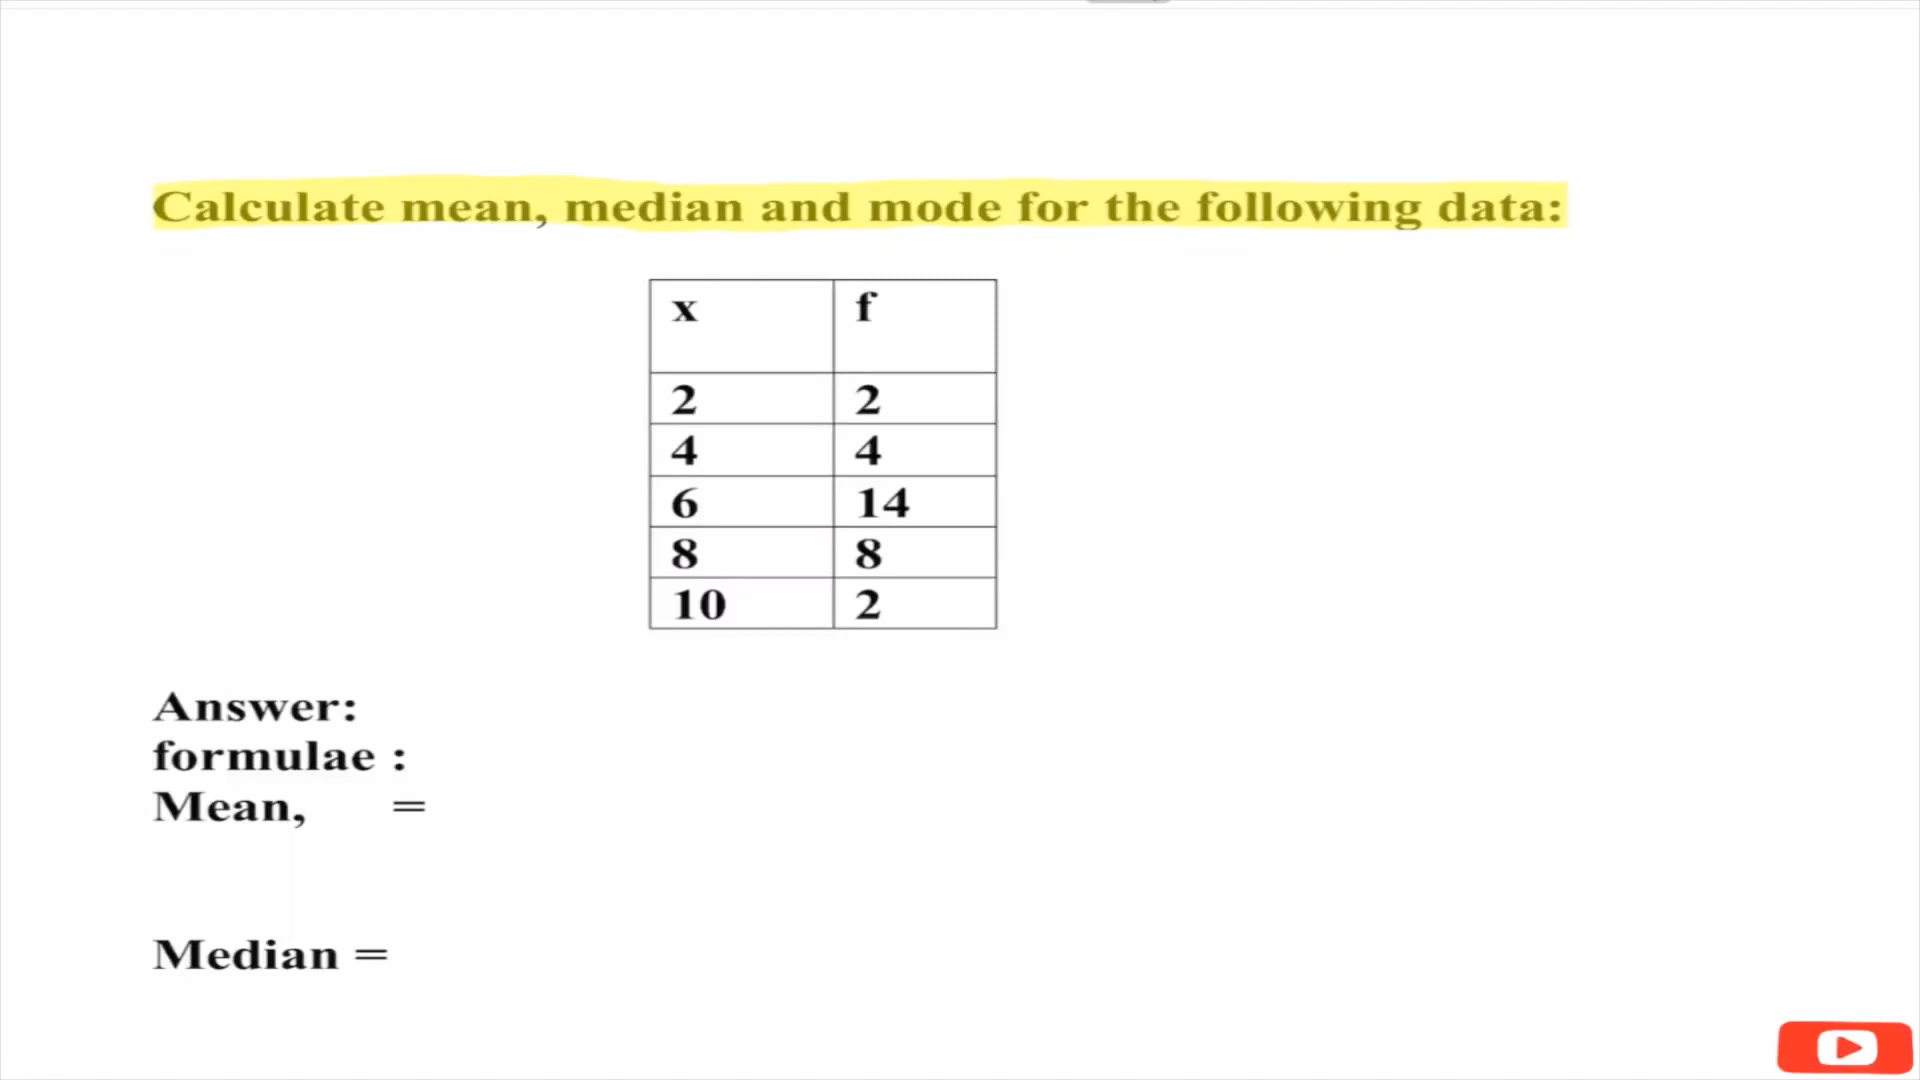 Calculate mean, median and mode for the following data:
x f
2 2
4 4
6 14
8 8
10 2
Answer:
formulae :
Mean, =
Median =